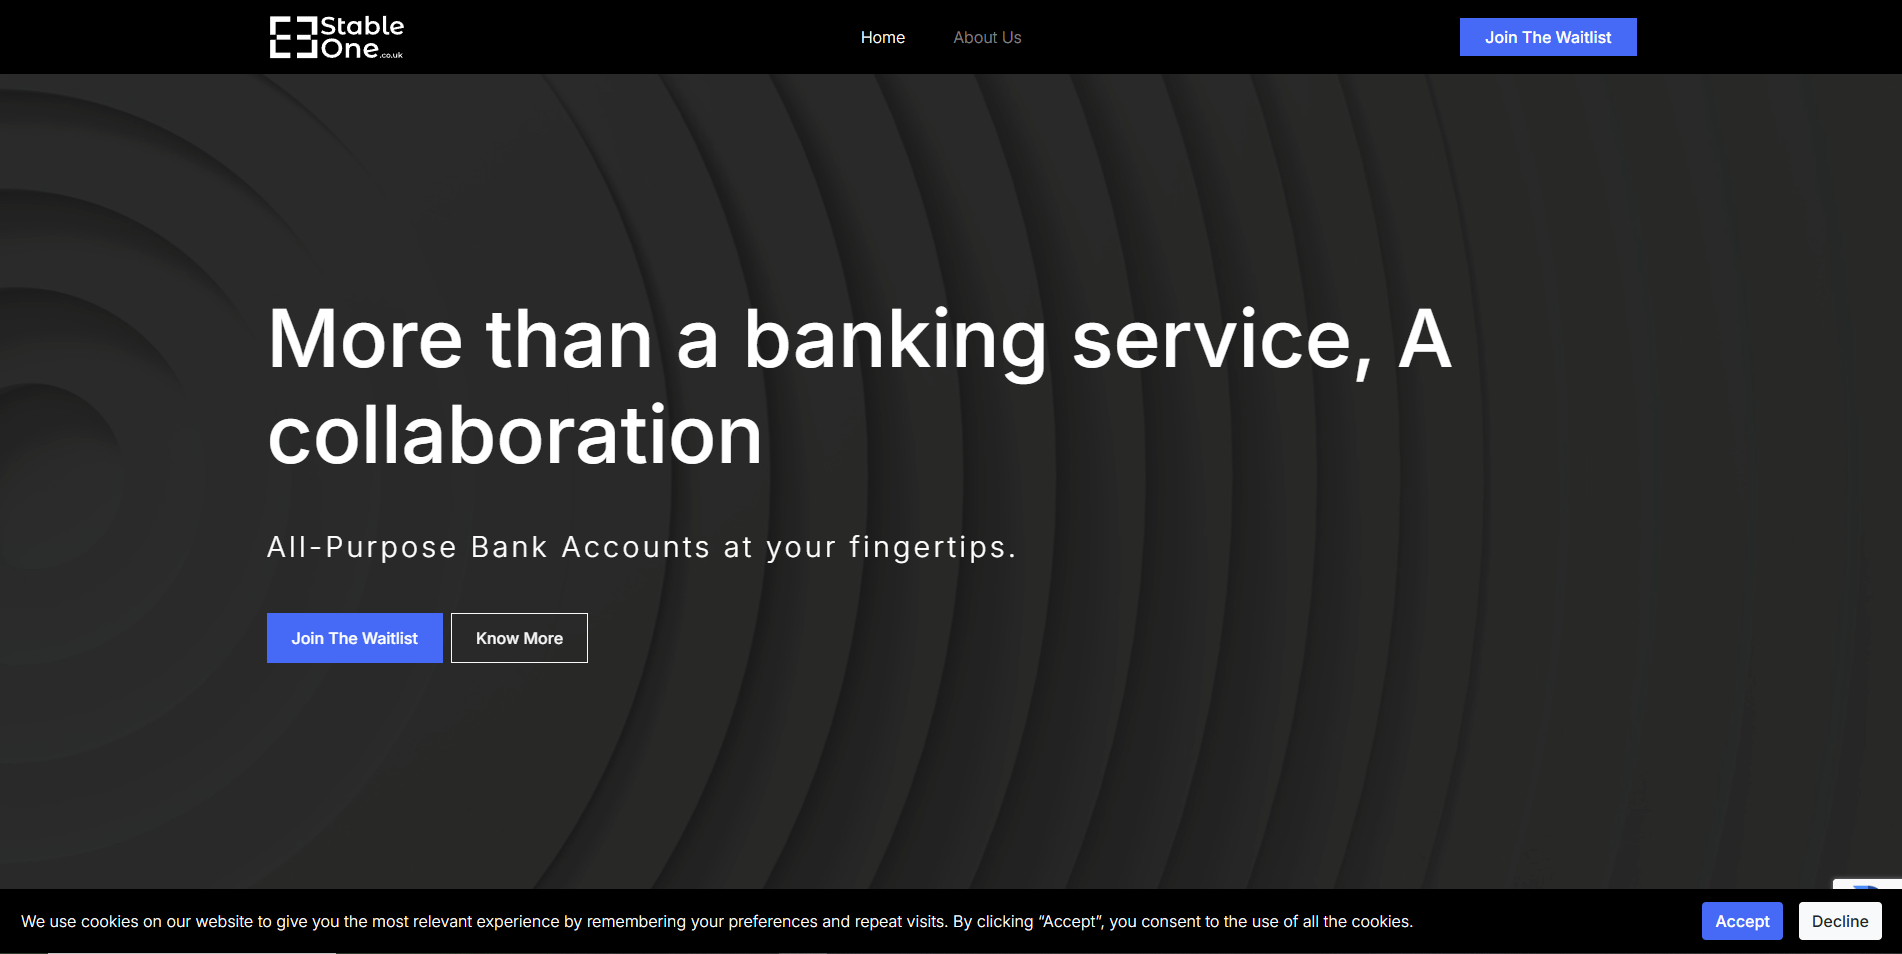 Stable
One.co.uk
Home
About Us
Join The Waitlist
More than a banking service, A
collaboration
All-Purpose Bank Accounts at your fingertips.
Join The Waitlist
Know More
We use cookies on our website to give you the most relevant experience by remembering your preferences and repeat visits. By clicking “Accept”, you consent to the use of all the cookies.
Accept
Decline